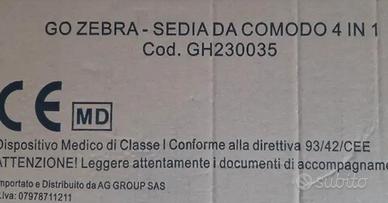 GO ZEBRA - SEDIA DA COMODO 4 IN 1
Cod. GH230035
CE MD
Dispositivo Medico di Classe I Conforme alla direttiva 93/42/CEE
ATTENZIONE! Leggere attentamente i documenti di accompagname
Importato e Distribuito da AG GROUP SAS
P.Iva: 07978711211
subito